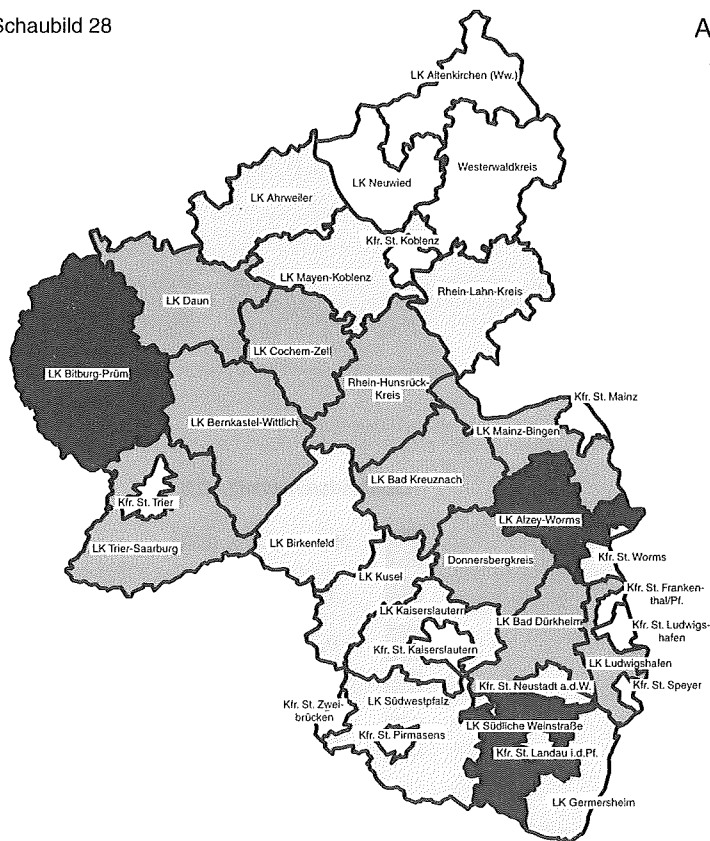 Schaubild 28
A
LK Altenkirchen (Ww.)
Westerwaldkreis
LK Neuwied
LK Ahrweiler
Kfr. St. Koblenz
LK Mayen-Koblenz
Rhein-Lahn-Kreis
LK Daun
LK Cochem-Zell
LK Bitburg-Prüm
Rhein-Hunsrück-
Kreis
Kfr. St. Mainz
LK Bernkastel-Wittlich
LK Mainz-Bingen
LK Bad Kreuznach
Kfr. St. Trier
LK Alzey-Worms
LK Trier-Saarburg
LK Birkenfeld
Donnersbergkreis
Kfr. St. Worms
LK Kusel
Kfr. St. Franken-
thal/Pf.
LK Kaiserslautern
LK Bad Dürkheim
Kfr. St. Ludwigs-
hafen
Kfr. St. Kaiserslautern
LK Ludwigshafen
Kfr. St. Neustadt a.d.W.
Kfr. St. Speyer
Kfr. St. Zwei-
brücken
LK Südwestpfalz
LK Südliche Weinstraße
Kfr. St. Pirmasens
Kfr. St. Landau i.d.Pf.
LK Germersheim